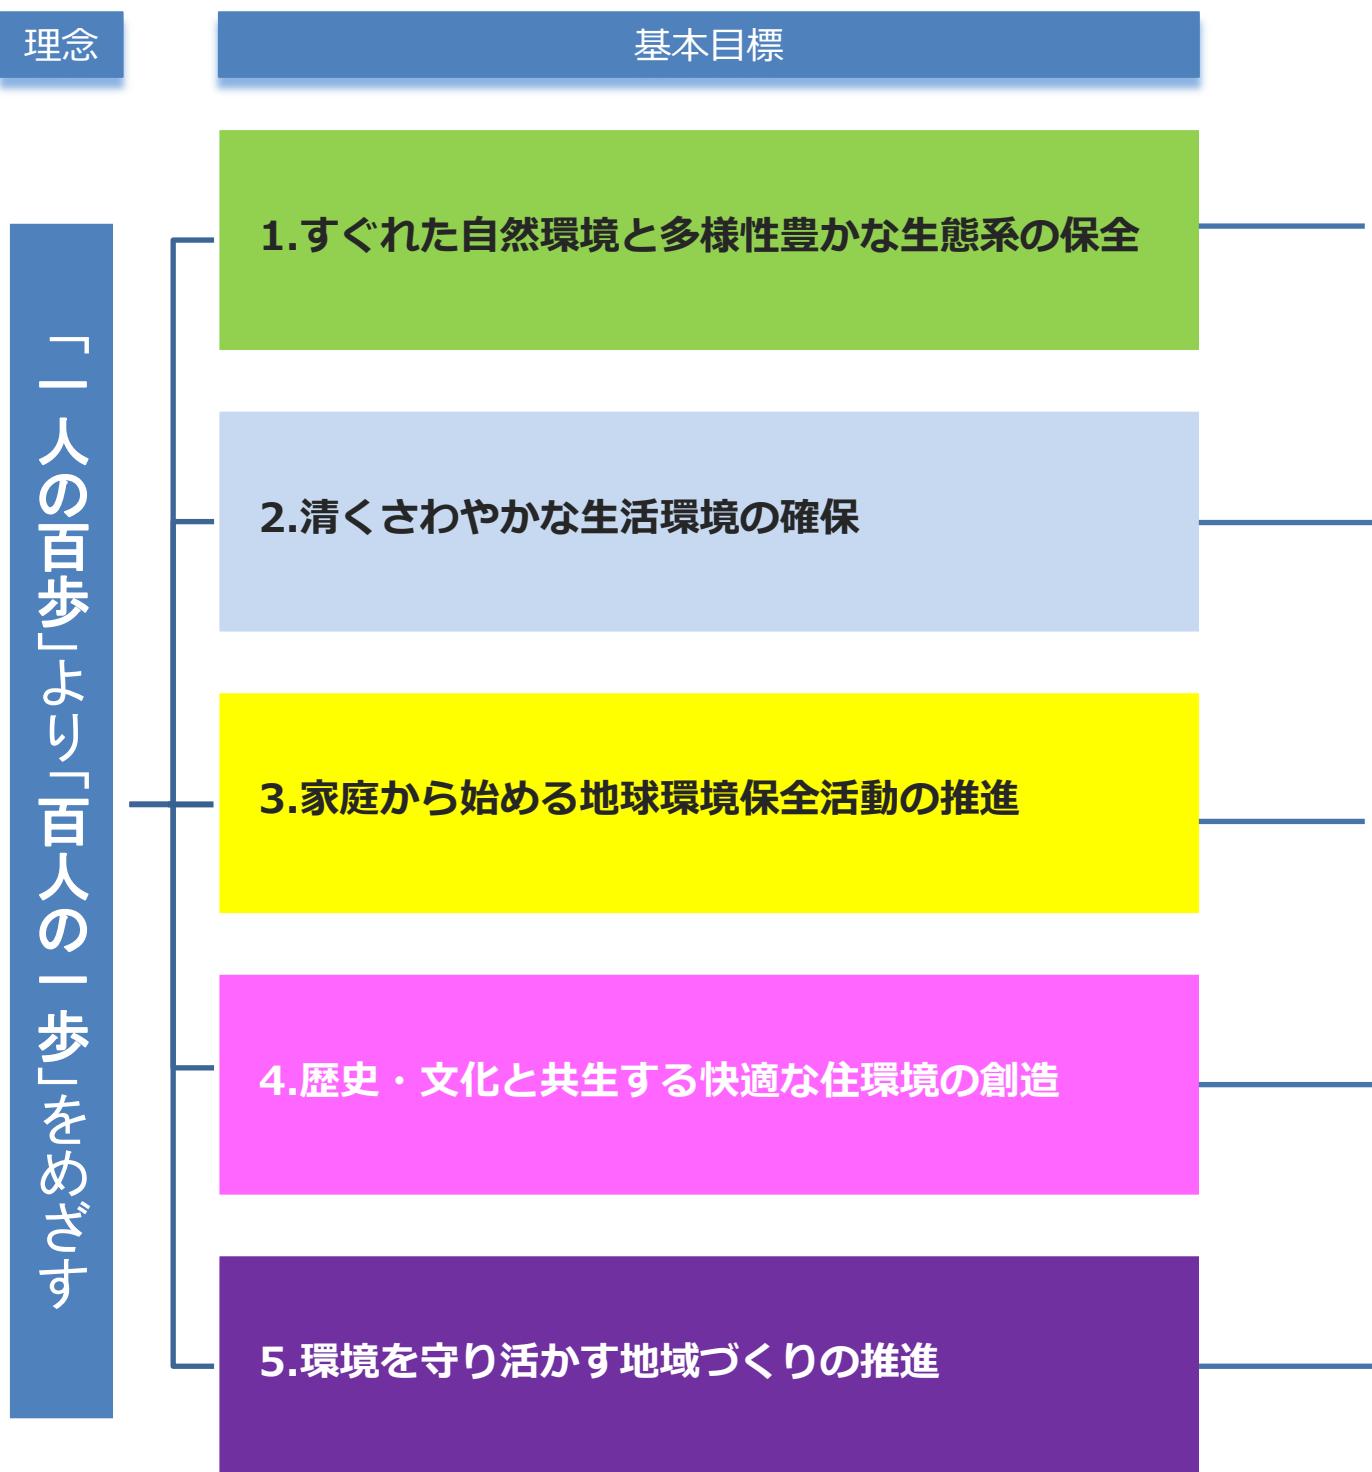 理念
基本目標
「一人の百歩」より「百人の一歩」をめざす
1.すぐれた自然環境と多様性豊かな生態系の保全
2.清くさわやかな生活環境の確保
3.家庭から始める地球環境保全活動の推進
4.歴史・文化と共生する快適な住環境の創造
5.環境を守り活かす地域づくりの推進